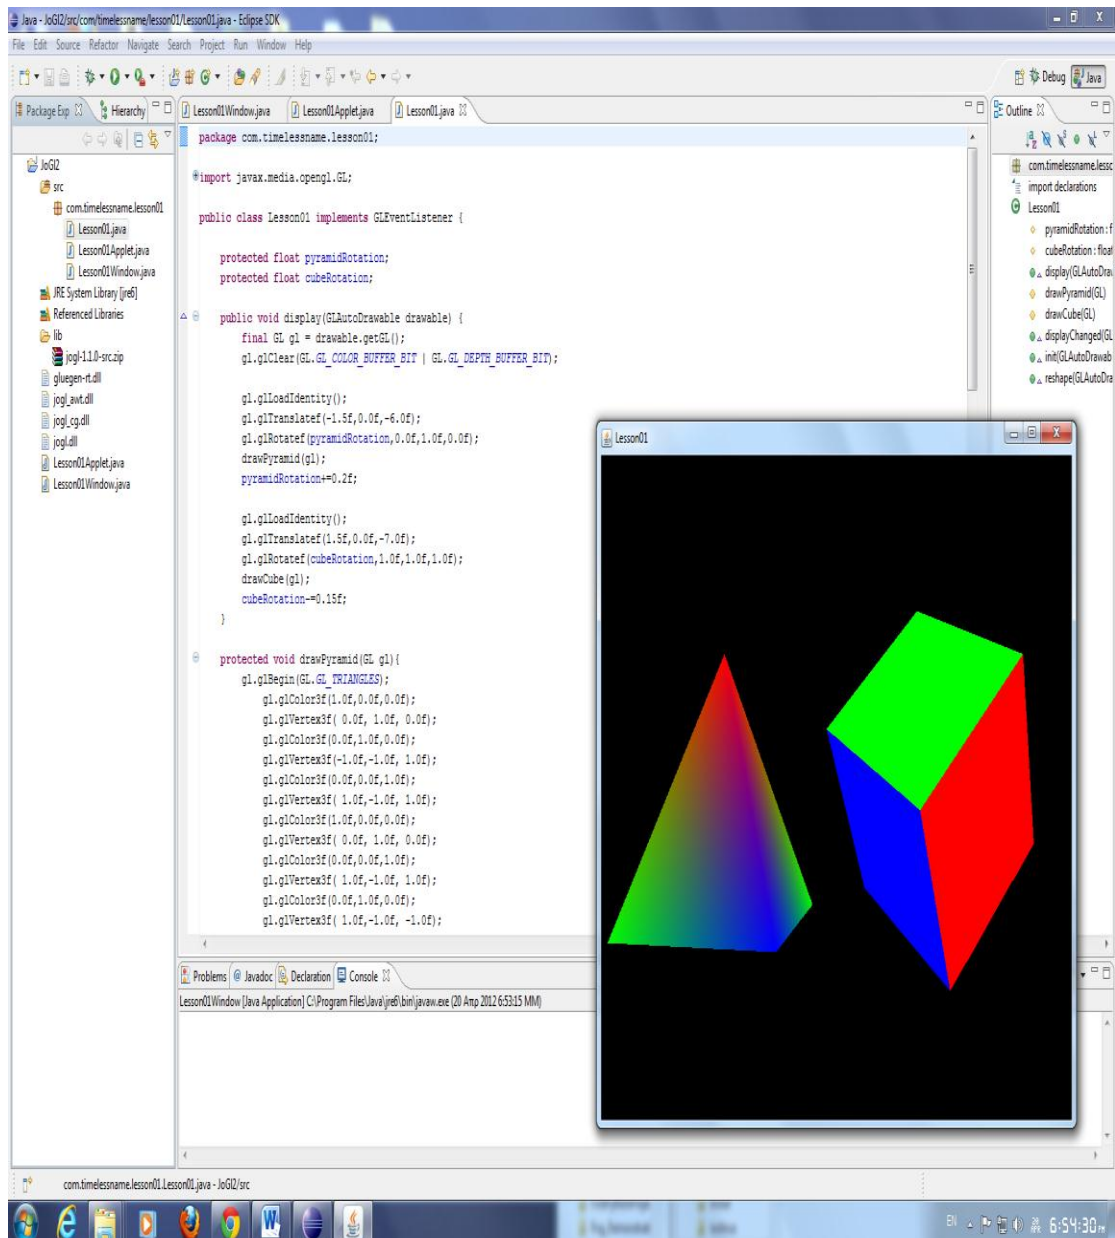 Java - JoGl2/src/com/timelessname/lesson01/Lesson01.java - Eclipse SDK
File Edit Source Refactor Navigate Search Project Run Window Help
Debug Java
Package Exp Hierarchy
JoGl2
src
com.timelessname.lesson01
Lesson01.java
Lesson01Applet.java
Lesson01Window.java
JRE System Library [jre6]
Referenced Libraries
lib
jogl-1.1.0-src.zip
gluegen-rt.dll
jogl_awt.dll
jogl_cg.dll
jogl.dll
Lesson01Applet.java
Lesson01Window.java
Lesson01Window.java Lesson01Applet.java Lesson01.java
package com.timelessname.lesson01;
import javax.media.opengl.GL;
public class Lesson01 implements GLEventListener {
protected float pyramidRotation;
protected float cubeRotation;
public void display(GLAutoDrawable drawable) {
final GL gl = drawable.getGL();
gl.glClear(GL.GL_COLOR_BUFFER_BIT | GL.GL_DEPTH_BUFFER_BIT);
gl.glLoadIdentity();
gl.glTranslatef(-1.5f,0.0f,-6.0f);
gl.glRotatef(pyramidRotation,0.0f,1.0f,0.0f);
drawPyramid(gl);
pyramidRotation+=0.2f;
gl.glLoadIdentity();
gl.glTranslatef(1.5f,0.0f,-7.0f);
gl.glRotatef(cubeRotation,1.0f,1.0f,1.0f);
drawCube(gl);
cubeRotation-=0.15f;
}
protected void drawPyramid(GL gl){
gl.glBegin(GL.GL_TRIANGLES);
gl.glColor3f(1.0f,0.0f,0.0f);
gl.glVertex3f( 0.0f, 1.0f, 0.0f);
gl.glColor3f(0.0f,1.0f,0.0f);
gl.glVertex3f(-1.0f,-1.0f, 1.0f);
gl.glColor3f(0.0f,0.0f,1.0f);
gl.glVertex3f( 1.0f,-1.0f, 1.0f);
gl.glColor3f(1.0f,0.0f,0.0f);
gl.glVertex3f( 0.0f, 1.0f, 0.0f);
gl.glColor3f(0.0f,0.0f,1.0f);
gl.glVertex3f( 1.0f,-1.0f, 1.0f);
gl.glColor3f(0.0f,1.0f,0.0f);
gl.glVertex3f( 1.0f,-1.0f, -1.0f);
Outline
com.timelessname.lessc
import declarations
Lesson01
pyramidRotation : f
cubeRotation : float
display(GLAutoDraw
drawPyramid(GL)
drawCube(GL)
displayChanged(GL
init(GLAutoDrawab
reshape(GLAutoDra
Lesson01
Problems Javadoc Declaration Console
Lesson01Window [Java Application] C:\Program Files\Java\jre6\bin\javaw.exe (20 Απρ 2012 6:53:15 ΜΜ)
com.timelessname.lesson01.Lesson01.java - JoGl2/src
EN 6:54:30